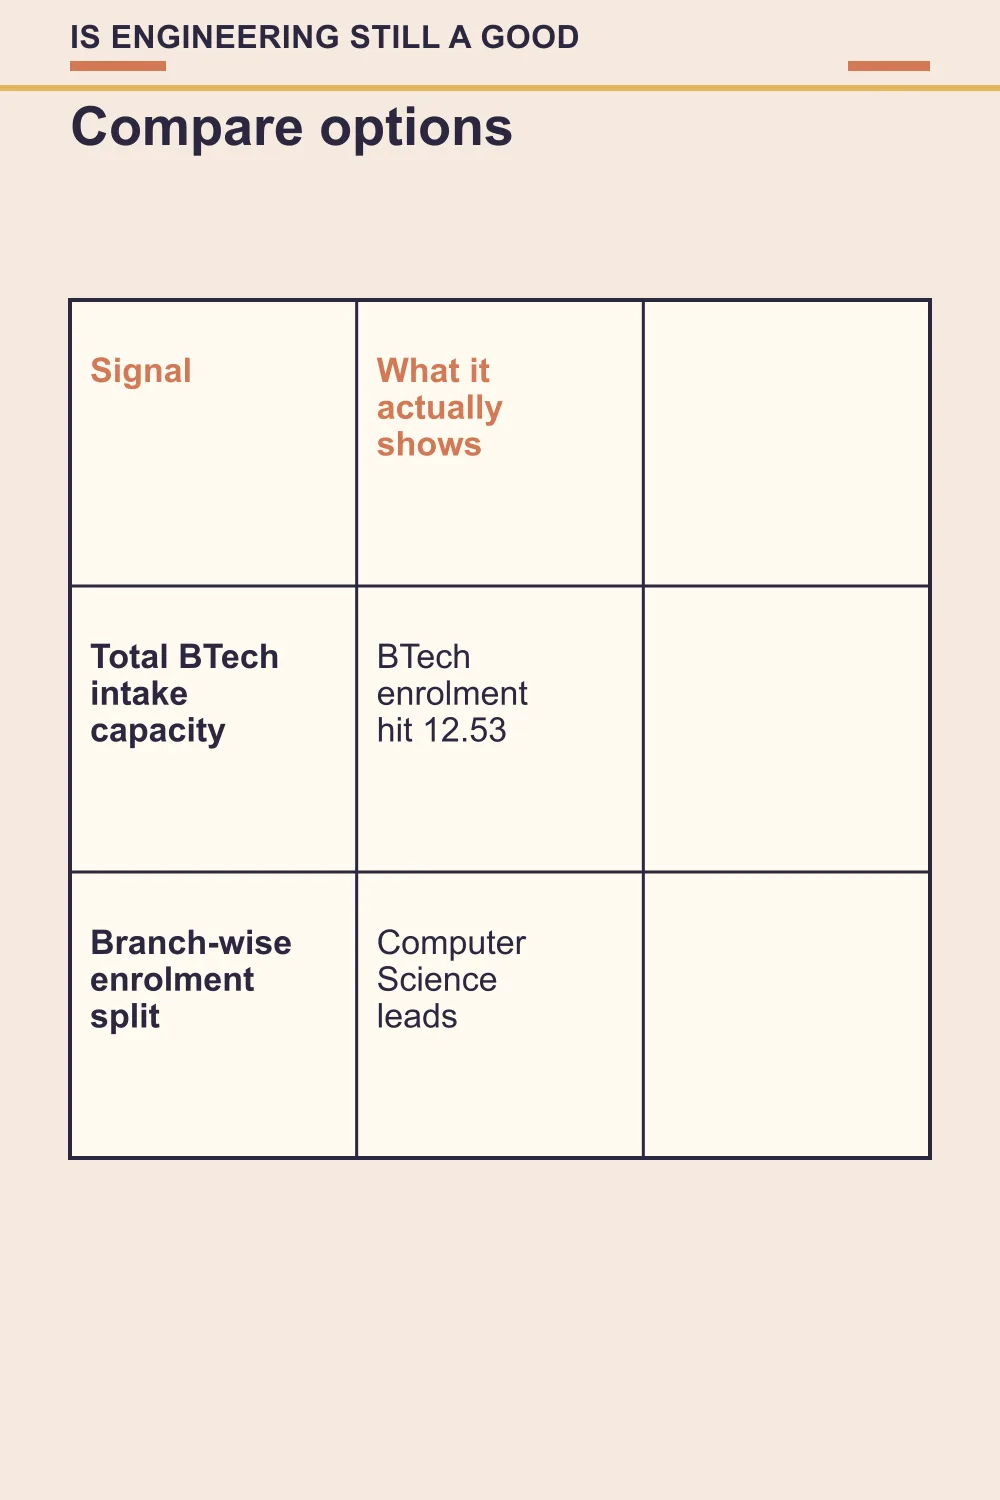 IS ENGINEERING STILL A GOOD
Compare options
Signal
What it
actually
shows
Total BTech
intake
capacity
BTech
enrolment
hit 12.53
Branch-wise
enrolment
split
Computer
Science
leads